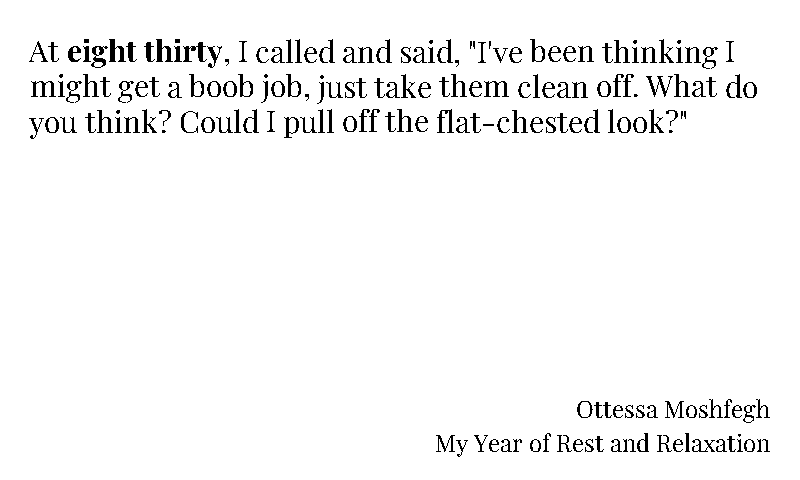 At eight thirty, I called and said, "I've been thinking I
might get a boob job, just take them clean off. What do
you think? Could I pull off the flat-chested look?"
Ottessa Moshfegh
My Year of Rest and Relaxation